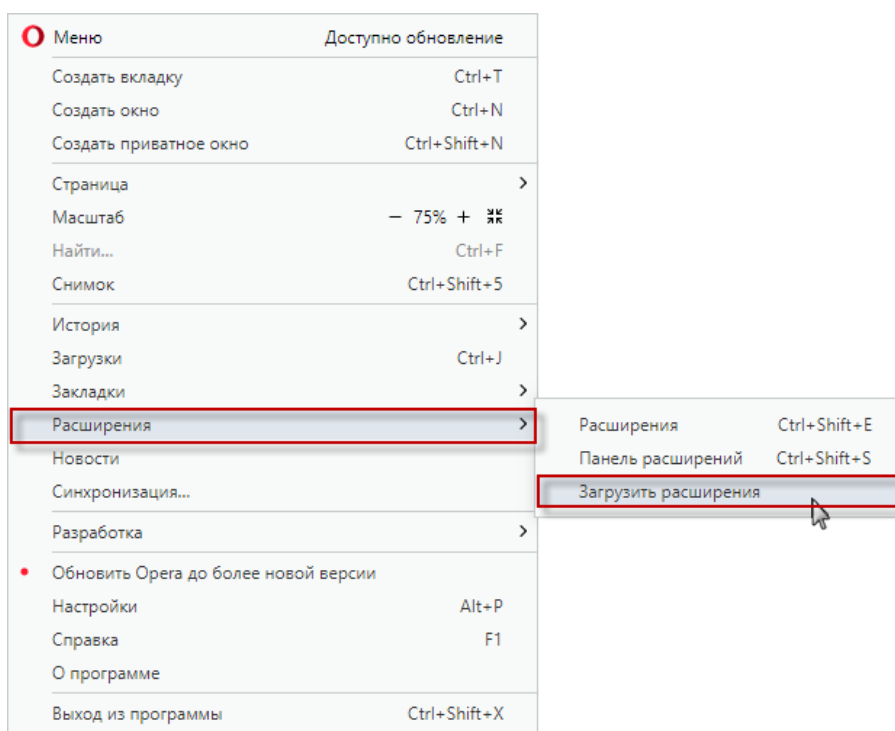 Меню Доступно обновление
Создать вкладку Ctrl+T
Создать окно Ctrl+N
Создать приватное окно Ctrl+Shift+N
Страница
Масштаб − 75% +
Найти... Ctrl+F
Снимок Ctrl+Shift+5
История
Загрузки Ctrl+J
Закладки
Расширения
Новости
Синхронизация...
Разработка
Обновить Opera до более новой версии
Настройки Alt+P
Справка F1
О программе
Выход из программы Ctrl+Shift+X
Расширения Ctrl+Shift+E
Панель расширений Ctrl+Shift+S
Загрузить расширения